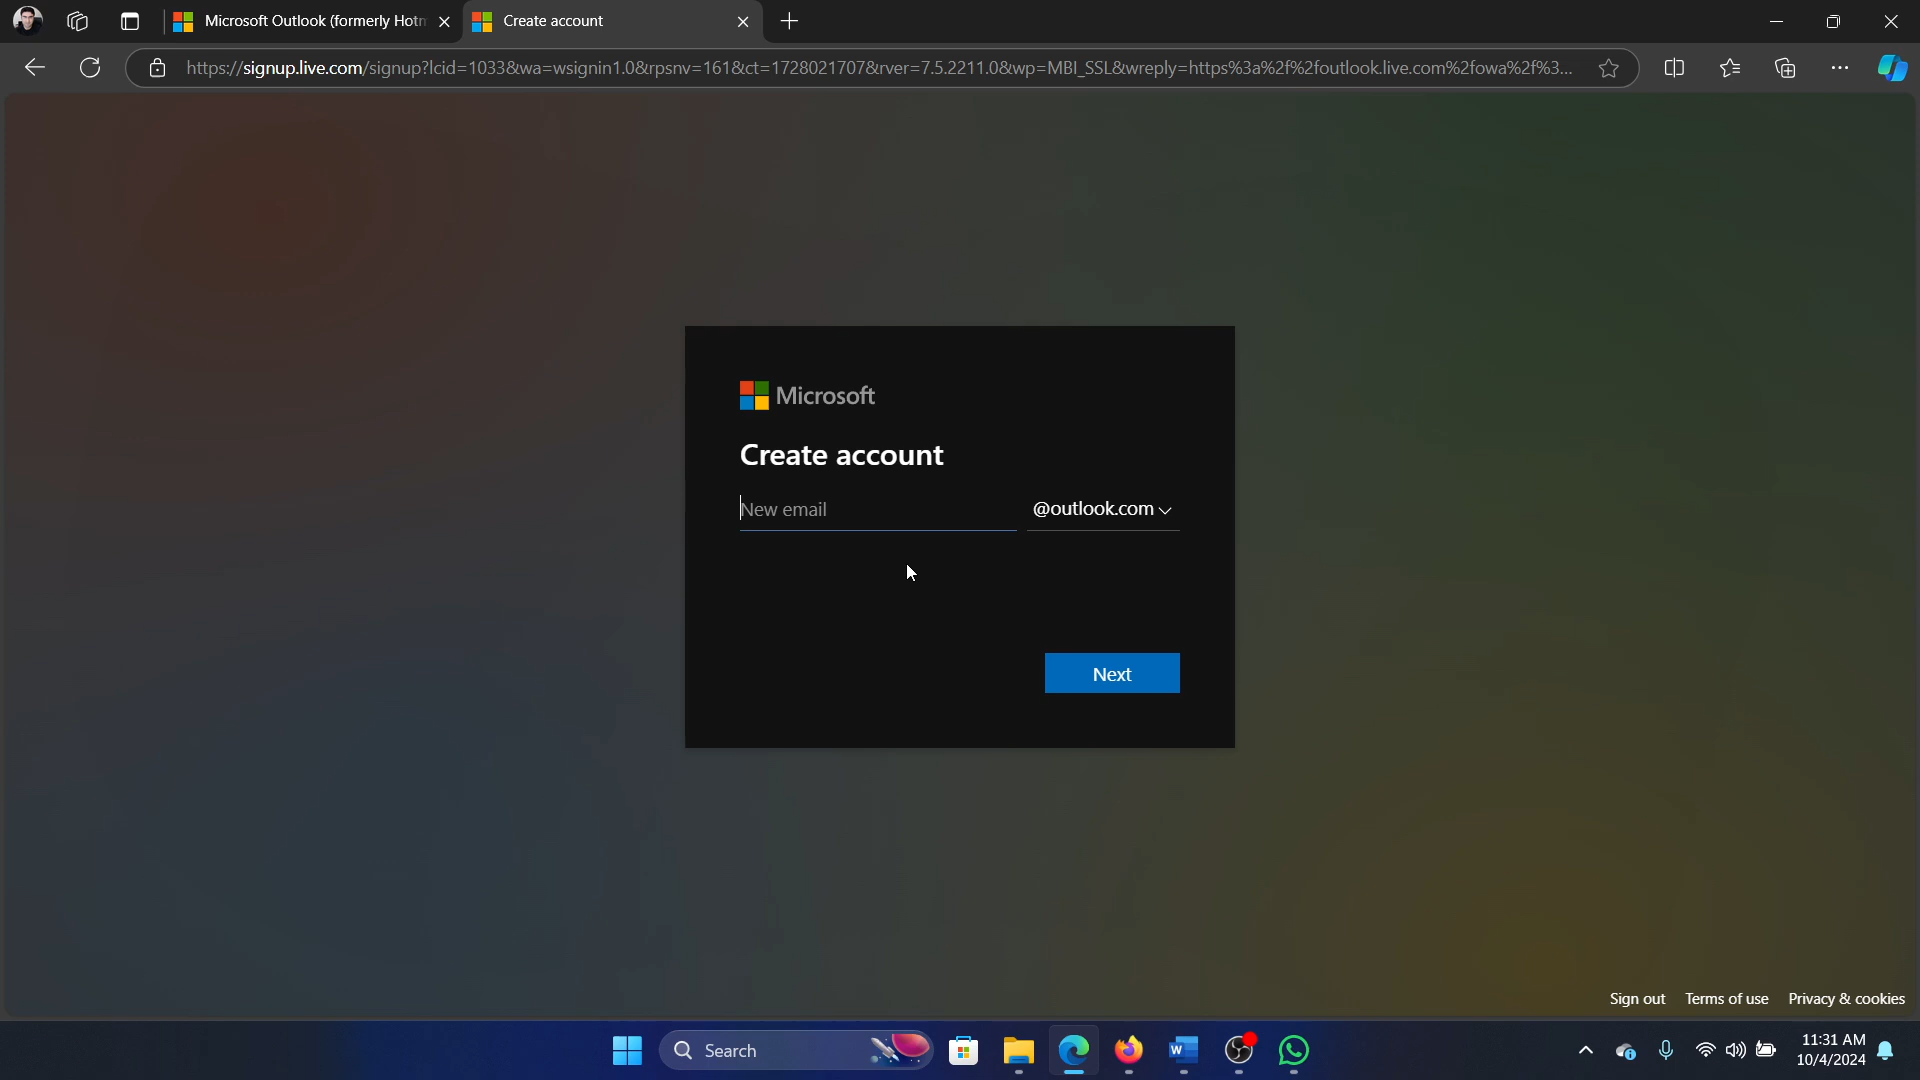 Microsoft Outlook (formerly Hotm
Create account
https://signup.live.com/signup?lcid=1033&wa=wsignin1.0&rpsnv=161&ct=1728021707&rver=7.5.2211.0&wp=MBI_SSL&wreply=https%3a%2f%2foutlook.live.com%2fowa%2f%3...
Microsoft
Create account
New email
@outlook.com
Next
Sign out
Terms of use
Privacy & cookies
Search
11:31 AM
10/4/2024